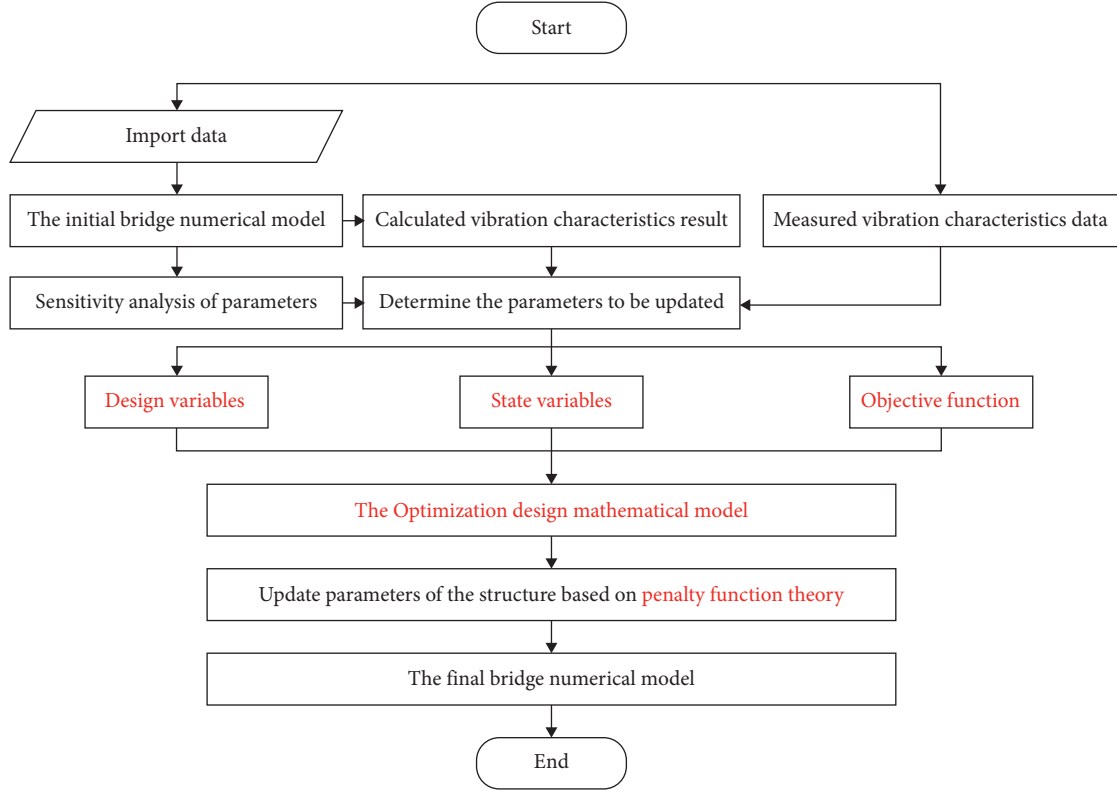 Start
Import data
The initial bridge numerical model
Calculated vibration characteristics result
Measured vibration characteristics data
Sensitivity analysis of parameters
Determine the parameters to be updated
Design variables
State variables
Objective function
The Optimization design mathematical model
Update parameters of the structure based on penalty function theory
The final bridge numerical model
End